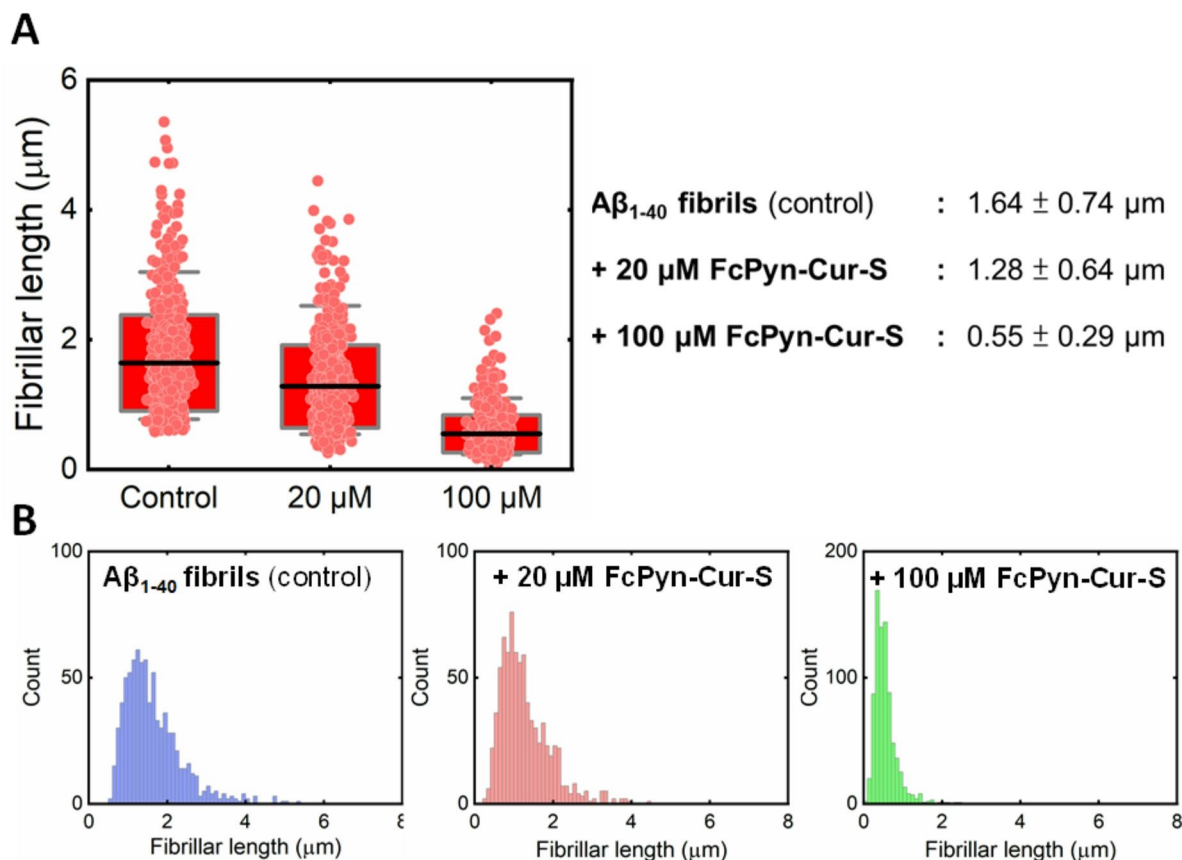 A
Fibrillar length (μm)
6
4
2
0
Control 20 μM 100 μM
Aβ1-40 fibrils (control) : 1.64 ± 0.74 μm
+ 20 μM FcPyn-Cur-S : 1.28 ± 0.64 μm
+ 100 μM FcPyn-Cur-S : 0.55 ± 0.29 μm
B
Aβ1-40 fibrils (control)
Count
100
50
0
0 2 4 6 8
Fibrillar length (μm)
+ 20 μM FcPyn-Cur-S
Count
100
50
0
0 2 4 6 8
Fibrillar length (μm)
+ 100 μM FcPyn-Cur-S
Count
200
100
0
0 2 4 6 8
Fibrillar length (μm)